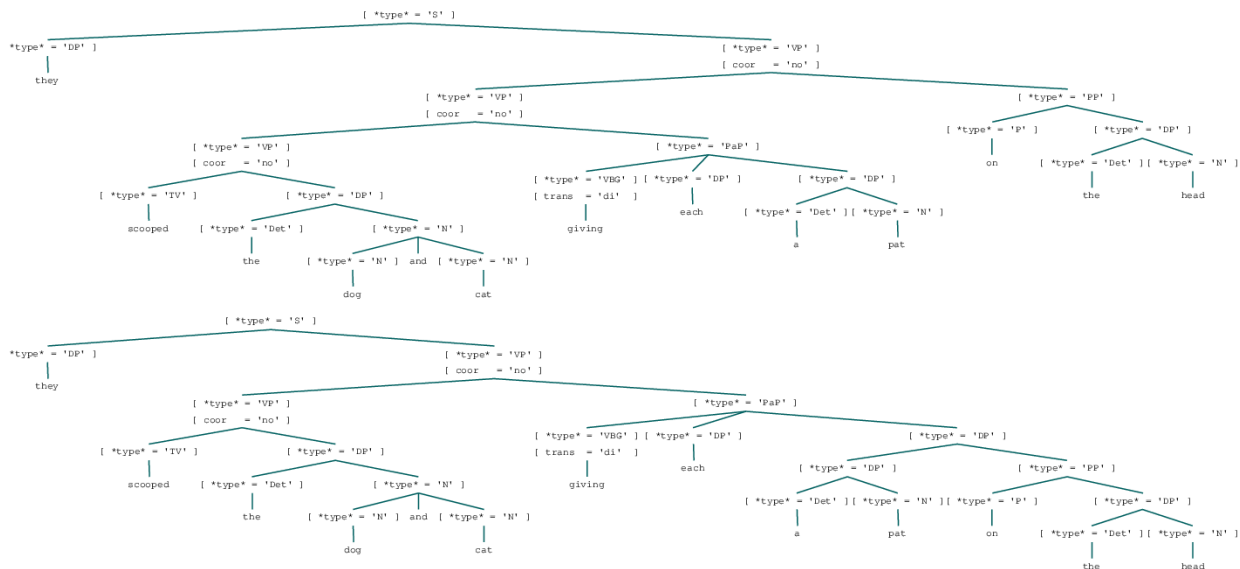 [ *type* = 'S' ]
*type* = 'DP' ] [ *type* = 'VP' ]
they [ coor   = 'no' ]
[ *type* = 'VP' ] [ *type* = 'PP' ]
[ coor   = 'no' ]
[ *type* = 'P' ] [ *type* = 'DP' ]
[ *type* = 'VP' ] [ *type* = 'PaP' ]
[ coor   = 'no' ] on [ *type* = 'Det' ] [ *type* = 'N' ]
[ *type* = 'VBG' ] [ *type* = 'DP' ] [ *type* = 'DP' ]
[ *type* = 'TV' ] [ *type* = 'DP' ] [ trans  = 'di'  ] the head
scooped [ *type* = 'Det' ] [ *type* = 'N' ] giving each [ *type* = 'Det' ] [ *type* = 'N' ]
a pat
the [ *type* = 'N' ] and [ *type* = 'N' ]
dog cat
[ *type* = 'S' ]
*type* = 'DP' ] [ *type* = 'VP' ]
they [ coor   = 'no' ]
[ *type* = 'VP' ] [ *type* = 'PaP' ]
[ coor   = 'no' ]
[ *type* = 'VBG' ] [ *type* = 'DP' ] [ *type* = 'DP' ]
[ *type* = 'TV' ] [ *type* = 'DP' ] [ trans  = 'di'  ]
each [ *type* = 'DP' ] [ *type* = 'PP' ]
scooped [ *type* = 'Det' ] [ *type* = 'N' ] giving
[ *type* = 'Det' ] [ *type* = 'N' ] [ *type* = 'P' ] [ *type* = 'DP' ]
the [ *type* = 'N' ] and [ *type* = 'N' ] a pat on [ *type* = 'Det' ] [ *type* = 'N' ]
dog cat the head